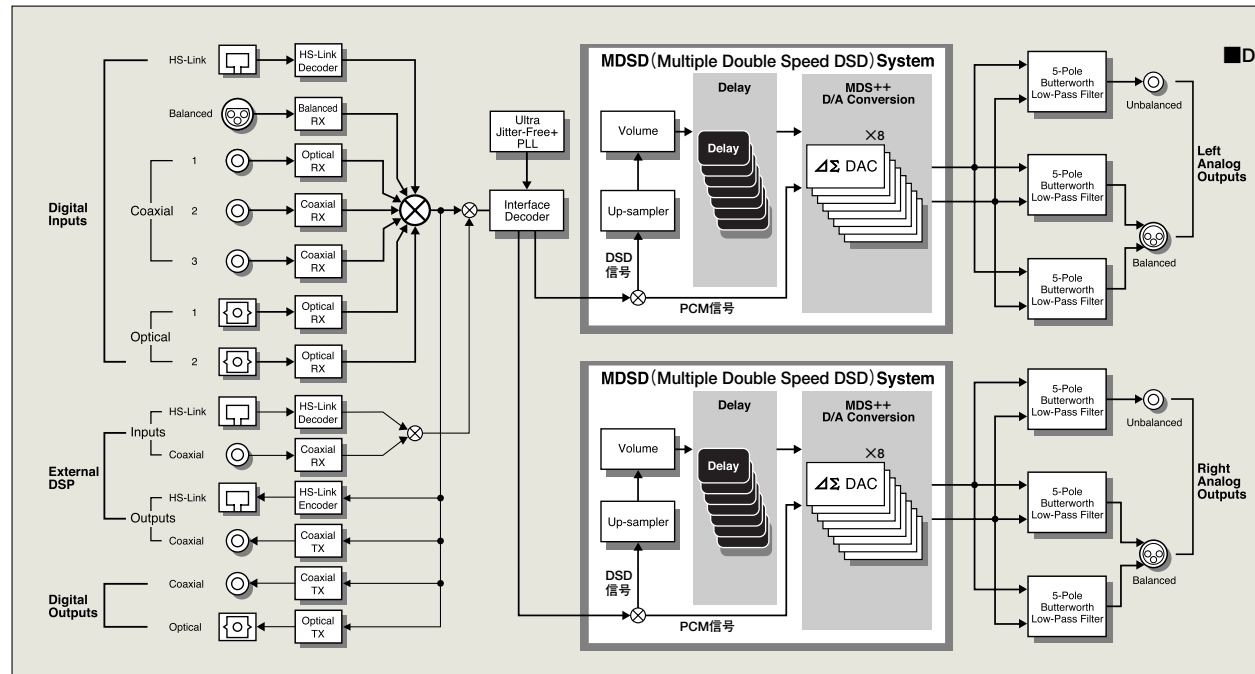 Digital
Inputs
HS-Link
HS-Link
Decoder
Balanced
Balanced
RX
Coaxial
1
Optical
RX
2
Coaxial
RX
3
Coaxial
RX
Optical
1
Optical
RX
2
Optical
RX
External
DSP
Inputs
HS-Link
HS-Link
Decoder
Coaxial
Coaxial
RX
Outputs
HS-Link
HS-Link
Encoder
Coaxial
Coaxial
TX
Digital
Outputs
Coaxial
Coaxial
TX
Optical
Optical
TX
Ultra
Jitter-Free+
PLL
Interface
Decoder
MDSD(Multiple Double Speed DSD)System
Delay
MDS++
D/A Conversion
Volume
Delay
×8
ΔΣ DAC
Up-sampler
DSD
信号
PCM信号
5-Pole
Butterworth
Low-Pass Filter
Unbalanced
5-Pole
Butterworth
Low-Pass Filter
5-Pole
Butterworth
Low-Pass Filter
Balanced
Left
Analog
Outputs
MDSD(Multiple Double Speed DSD)System
Delay
MDS++
D/A Conversion
Volume
Delay
×8
ΔΣ DAC
Up-sampler
DSD
信号
PCM信号
5-Pole
Butterworth
Low-Pass Filter
Unbalanced
5-Pole
Butterworth
Low-Pass Filter
5-Pole
Butterworth
Low-Pass Filter
Balanced
Right
Analog
Outputs
■D